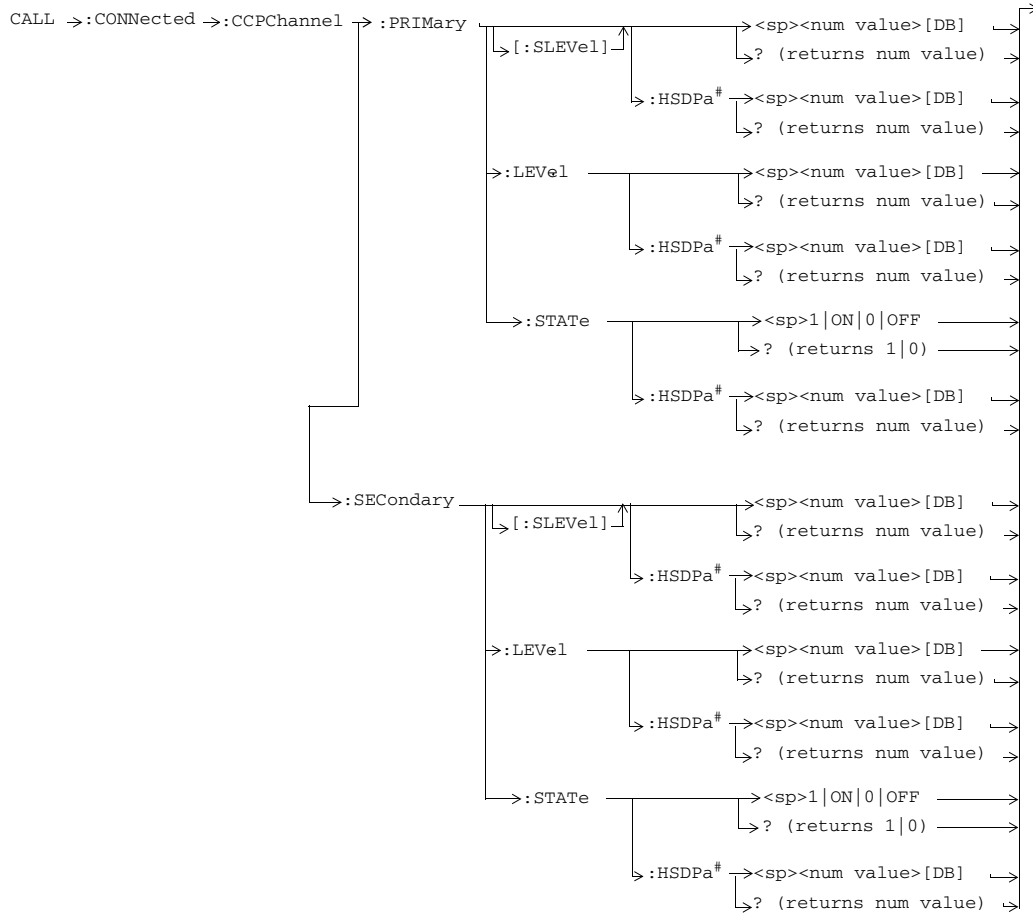 CALL :CONNected :CCPChannel :PRIMary <sp><num value>[DB]
[:SLEVel] ? (returns num value)
:HSDPa# <sp><num value>[DB]
? (returns num value)
:LEVel <sp><num value>[DB]
? (returns num value)
:HSDPa# <sp><num value>[DB]
? (returns num value)
:STATe <sp>1|ON|0|OFF
? (returns 1|0)
:HSDPa# <sp><num value>[DB]
? (returns num value)
:SECondary <sp><num value>[DB]
[:SLEVel] ? (returns num value)
:HSDPa# <sp><num value>[DB]
? (returns num value)
:LEVel <sp><num value>[DB]
? (returns num value)
:HSDPa# <sp><num value>[DB]
? (returns num value)
:STATe <sp>1|ON|0|OFF
? (returns 1|0)
:HSDPa# <sp><num value>[DB]
? (returns num value)